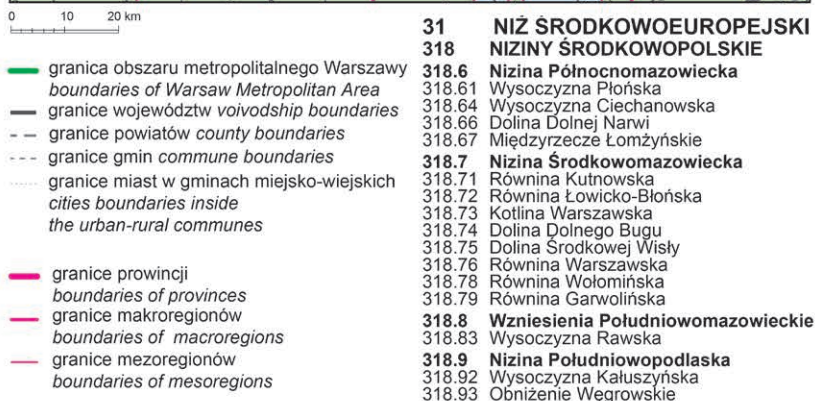 0 10 20 km
granica obszaru metropolitalnego Warszawy
boundaries of Warsaw Metropolitan Area
granice województw voivodship boundaries
granice powiatów county boundaries
granice gmin commune boundaries
granice miast w gminach miejsko-wiejskich
cities boundaries inside
the urban-rural communes
granice prowincji
boundaries of provinces
granice makroregionów
boundaries of macroregions
granice mezoregionów
boundaries of mesoregions
31 NIŻ ŚRODKOWOEUROPEJSKI
318 NIZINY ŚRODKOWOPOLSKIE
318.6 Nizina Północnomazowiecka
318.61 Wysoczyzna Płońska
318.64 Wysoczyzna Ciechanowska
318.66 Dolina Dolnej Narwi
318.67 Międzyrzecze Łomżyńskie
318.7 Nizina Środkowomazowiecka
318.71 Równina Kutnowska
318.72 Równina Łowicko-Błońska
318.73 Kotlina Warszawska
318.74 Dolina Dolnego Bugu
318.75 Dolina Środkowej Wisły
318.76 Równina Warszawska
318.78 Równina Wołomińska
318.79 Równina Garwolińska
318.8 Wzniesienia Południowomazowieckie
318.83 Wysoczyzna Rawska
318.9 Nizina Południowopodlaska
318.92 Wysoczyzna Kałuszyńska
318.93 Obniżenie Węgrowskie